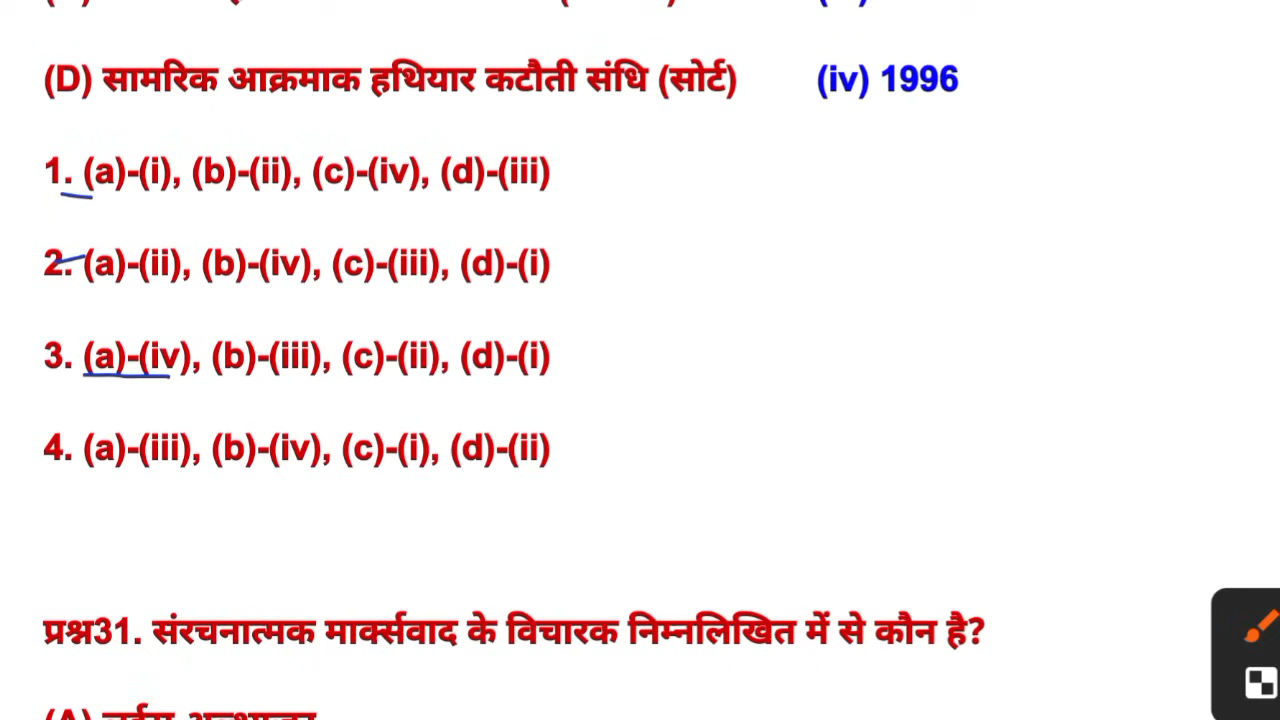 (D) सामरिक आक्रमाक हथियार कटौती संधि (सोर्ट) (iv) 1996
1. (a)-(i), (b)-(ii), (c)-(iv), (d)-(iii)
2. (a)-(ii), (b)-(iv), (c)-(iii), (d)-(i)
3. (a)-(iv), (b)-(iii), (c)-(ii), (d)-(i)
4. (a)-(iii), (b)-(iv), (c)-(i), (d)-(ii)
प्रश्न31. संरचनात्मक मार्क्सवाद के विचारक निम्नलिखित में से कौन है?